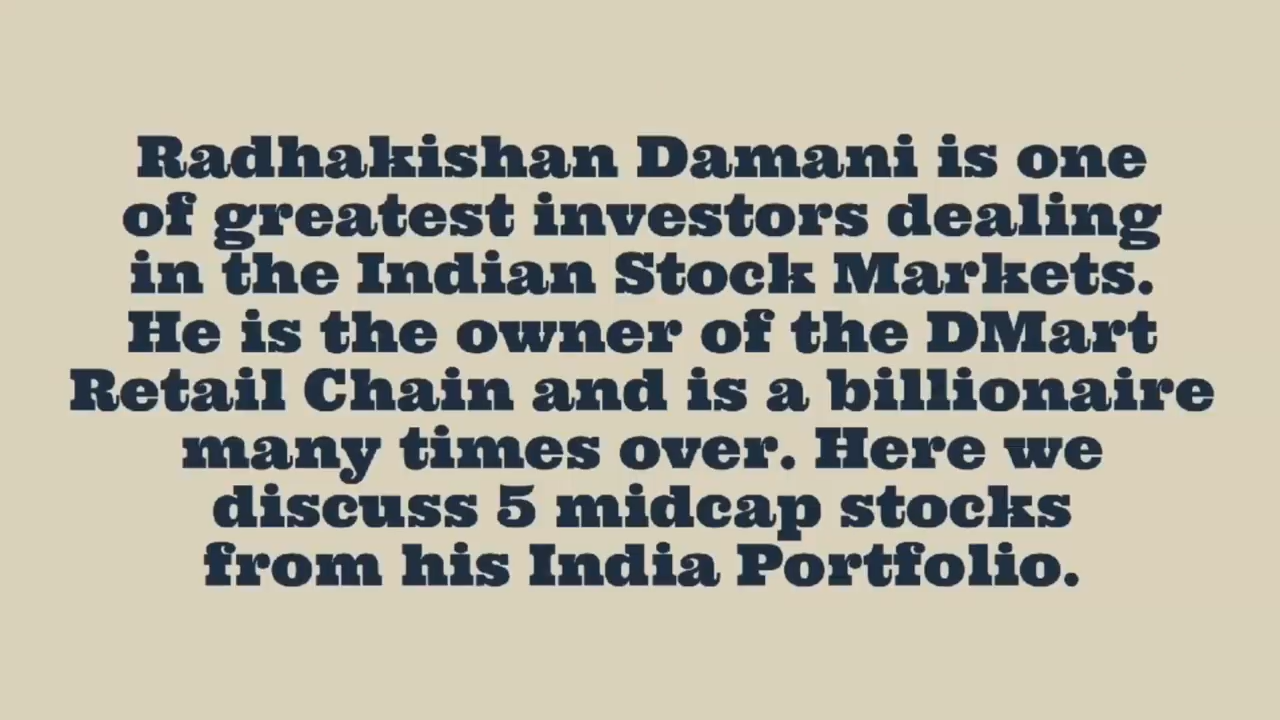 Radhakishan Damani is one
of greatest investors dealing
in the Indian Stock Markets.
He is the owner of the DMart
Retail Chain and is a billionaire
many times over. Here we
discuss 5 midcap stocks
from his India Portfolio.